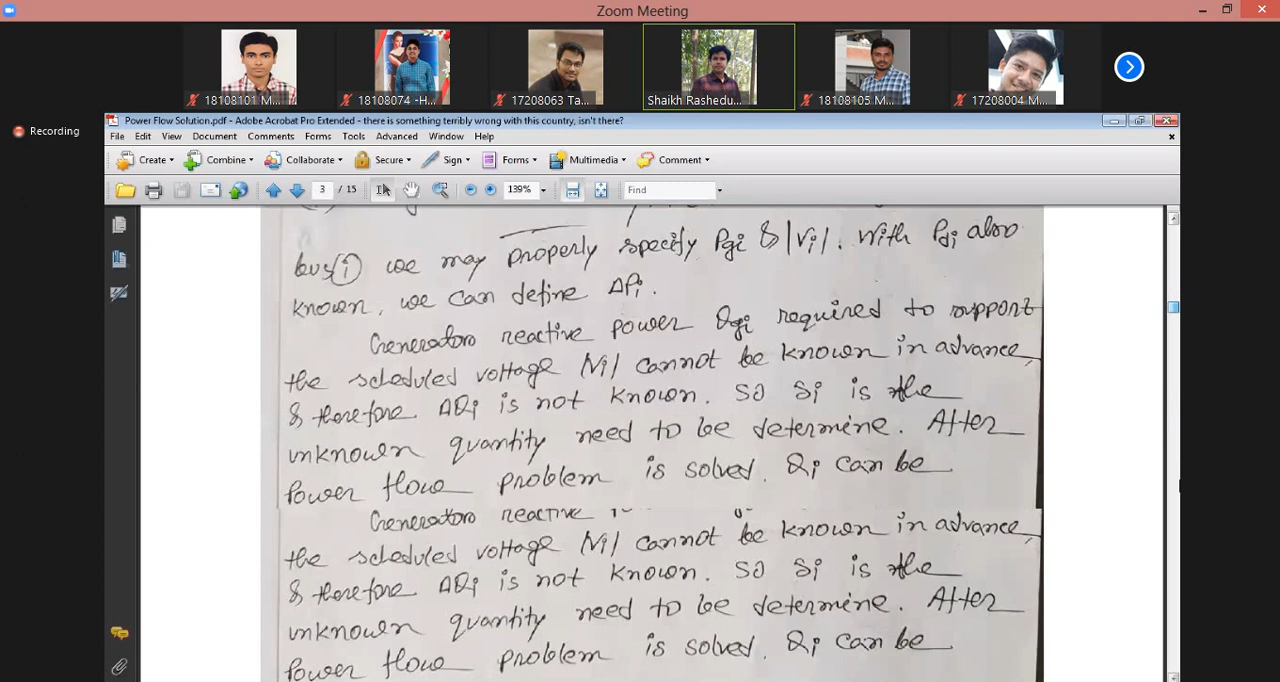 Zoom Meeting
18108101 M...
18108074 -H...
17208063 Ta...
Shaikh Rashedu...
18108105 M...
17208004 M...
Recording
Power Flow Solution.pdf - Adobe Acrobat Pro Extended - there is something terribly wrong with this country, isn't there?
File Edit View Document Comments Forms Tools Advanced Window Help
Create Combine Collaborate Secure Sign Forms Multimedia Comment
3 / 15 139% Find
bus (i) we may properly specify Pgi & |Vi|. With Pdi also
known, we can define ΔPi.
Generator reactive power Qgi required to support
the scheduled voltage |Vi| cannot be known in advance,
& therefore ΔQi is not known. So δi is the
unknown quantity need to be determine. After
power flow problem is solved. Qi can be
Generator reactive
the scheduled voltage |Vi| cannot be known in advance,
& therefore ΔQi is not known. So δi is the
unknown quantity need to be determine. After
power flow problem is solved. Qi can be